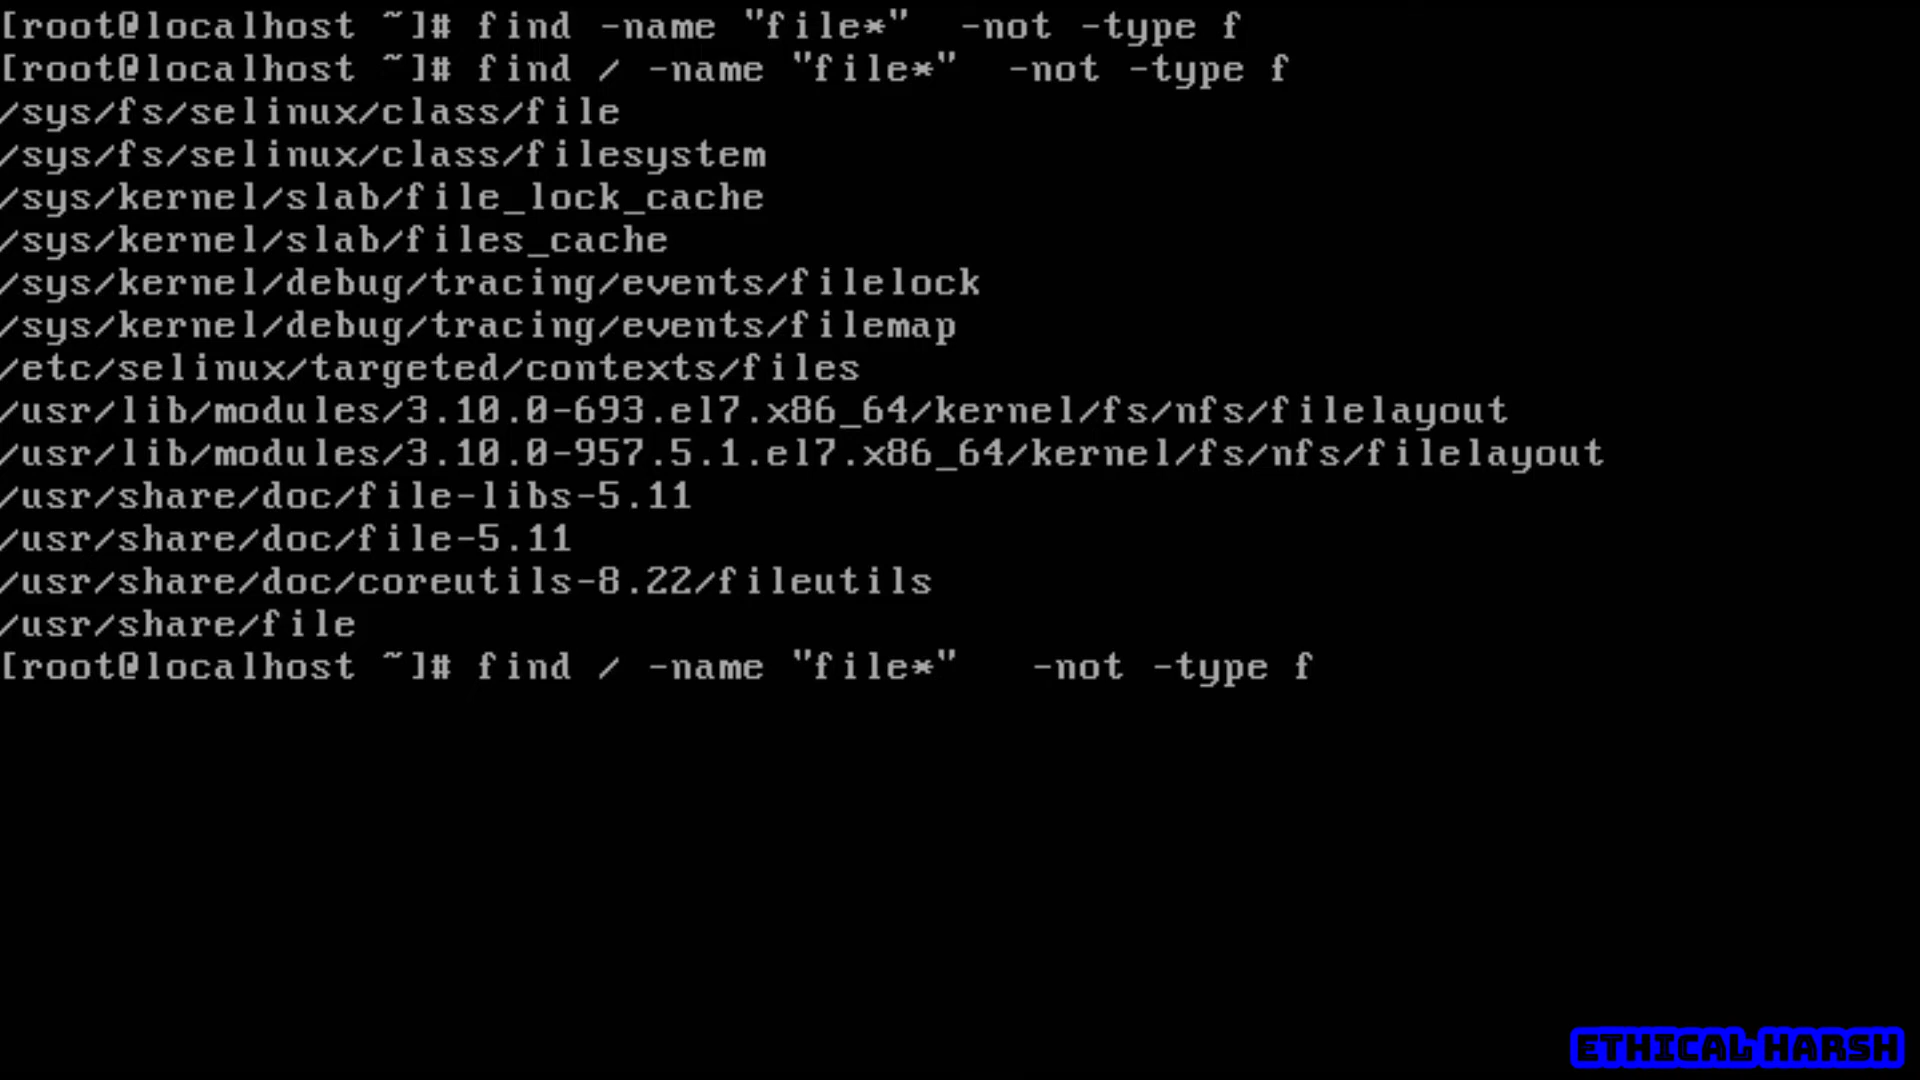 [root@localhost ~]# find -name "file*"  -not -type f
[root@localhost ~]# find / -name "file*"  -not -type f
/sys/fs/selinux/class/file
/sys/fs/selinux/class/filesystem
/sys/kernel/slab/file_lock_cache
/sys/kernel/slab/files_cache
/sys/kernel/debug/tracing/events/filelock
/sys/kernel/debug/tracing/events/filemap
/etc/selinux/targeted/contexts/files
/usr/lib/modules/3.10.0-693.el7.x86_64/kernel/fs/nfs/filelayout
/usr/lib/modules/3.10.0-957.5.1.el7.x86_64/kernel/fs/nfs/filelayout
/usr/share/doc/file-libs-5.11
/usr/share/doc/file-5.11
/usr/share/doc/coreutils-8.22/fileutils
/usr/share/file
[root@localhost ~]# find / -name "file*"   -not -type f
ETHICAL HARSH